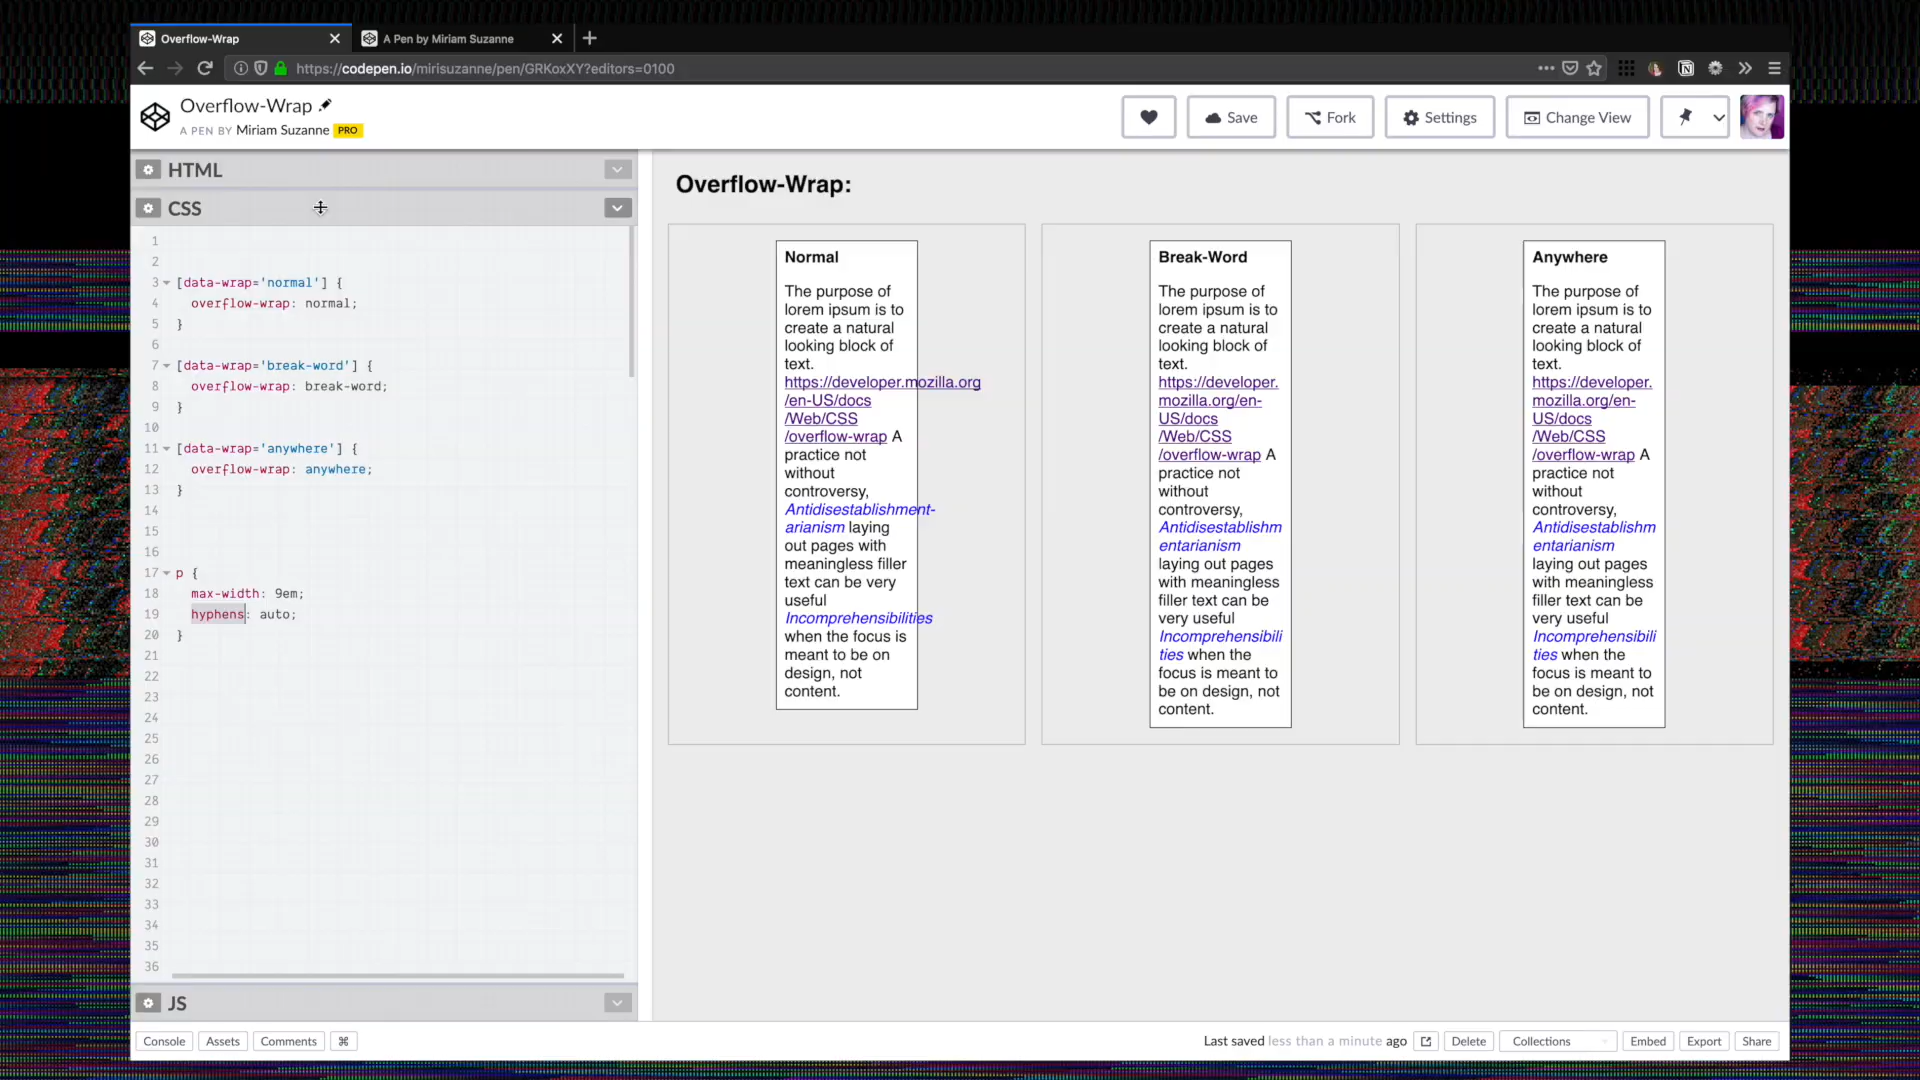 Overflow-Wrap
A Pen by Miriam Suzanne
https://codepen.io/mirisuzanne/pen/GRKoxXY?editors=0100
Overflow-Wrap
A PEN BY Miriam Suzanne PRO
Save
Fork
Settings
Change View
HTML
CSS
1
2
3 [data-wrap='normal'] {
4 overflow-wrap: normal;
5 }
6
7 [data-wrap='break-word'] {
8 overflow-wrap: break-word;
9 }
10
11 [data-wrap='anywhere'] {
12 overflow-wrap: anywhere;
13 }
14
15
16
17 p {
18 max-width: 9em;
19 hyphens: auto;
20 }
21
22
23
24
25
26
27
28
29
30
31
32
33
34
35
36
JS
Overflow-Wrap:
Normal
The purpose of
lorem ipsum is to
create a natural
looking block of
text.
https://developer.mozilla.org
/en-US/docs
/Web/CSS
/overflow-wrap A
practice not
without
controversy,
Antidisestablishment-
arianism laying
out pages with
meaningless filler
text can be very
useful
Incomprehensibilities
when the focus is
meant to be on
design, not
content.
Break-Word
The purpose of
lorem ipsum is to
create a natural
looking block of
text.
https://developer.
mozilla.org/en-
US/docs
/Web/CSS
/overflow-wrap A
practice not
without
controversy,
Antidisestablishm
entarianism
laying out pages
with meaningless
filler text can be
very useful
Incomprehensibili
ties when the
focus is meant to
be on design, not
content.
Anywhere
The purpose of
lorem ipsum is to
create a natural
looking block of
text.
https://developer.
mozilla.org/en-
US/docs
/Web/CSS
/overflow-wrap A
practice not
without
controversy,
Antidisestablishm
entarianism
laying out pages
with meaningless
filler text can be
very useful
Incomprehensibili
ties when the
focus is meant to
be on design, not
content.
Console
Assets
Comments
⌘
Last saved less than a minute ago
Delete
Collections
Embed
Export
Share